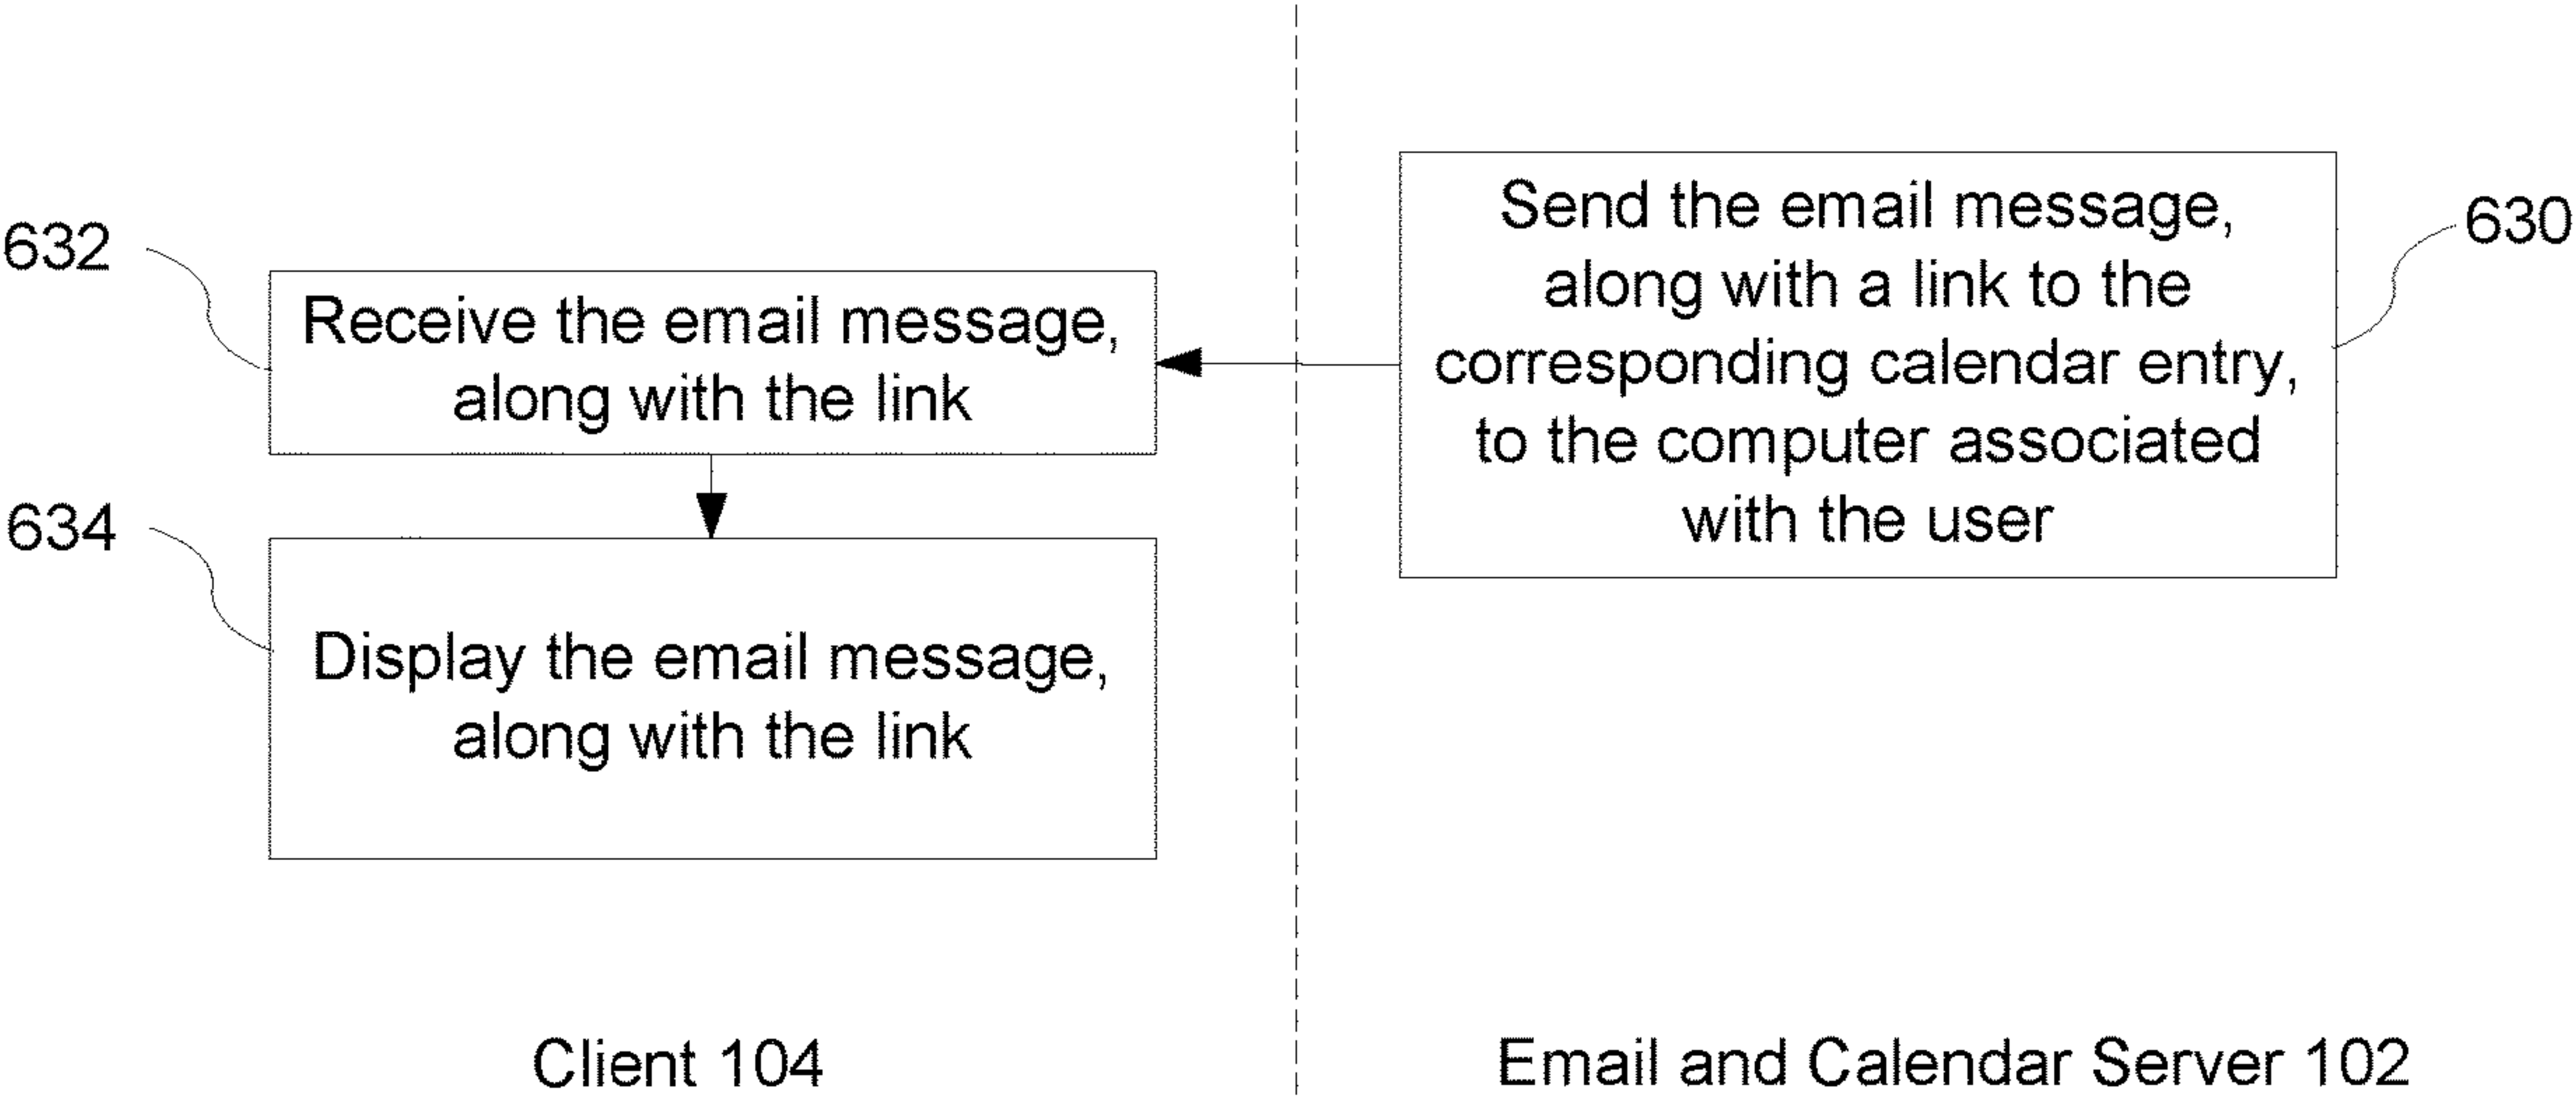 632
Receive the email message,
along with the link
634
Display the email message,
along with the link
Send the email message,
along with a link to the
corresponding calendar entry,
to the computer associated
with the user
630
Client 104
Email and Calendar Server 102